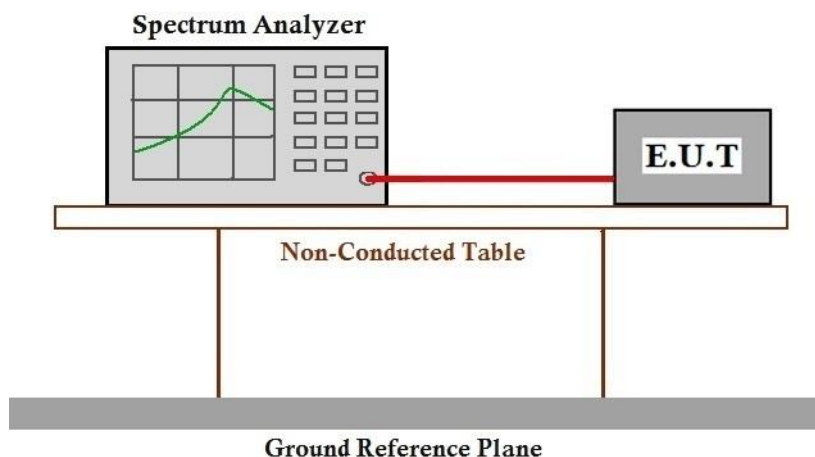 Spectrum Analyzer
E.U.T
Non-Conducted Table
Ground Reference Plane